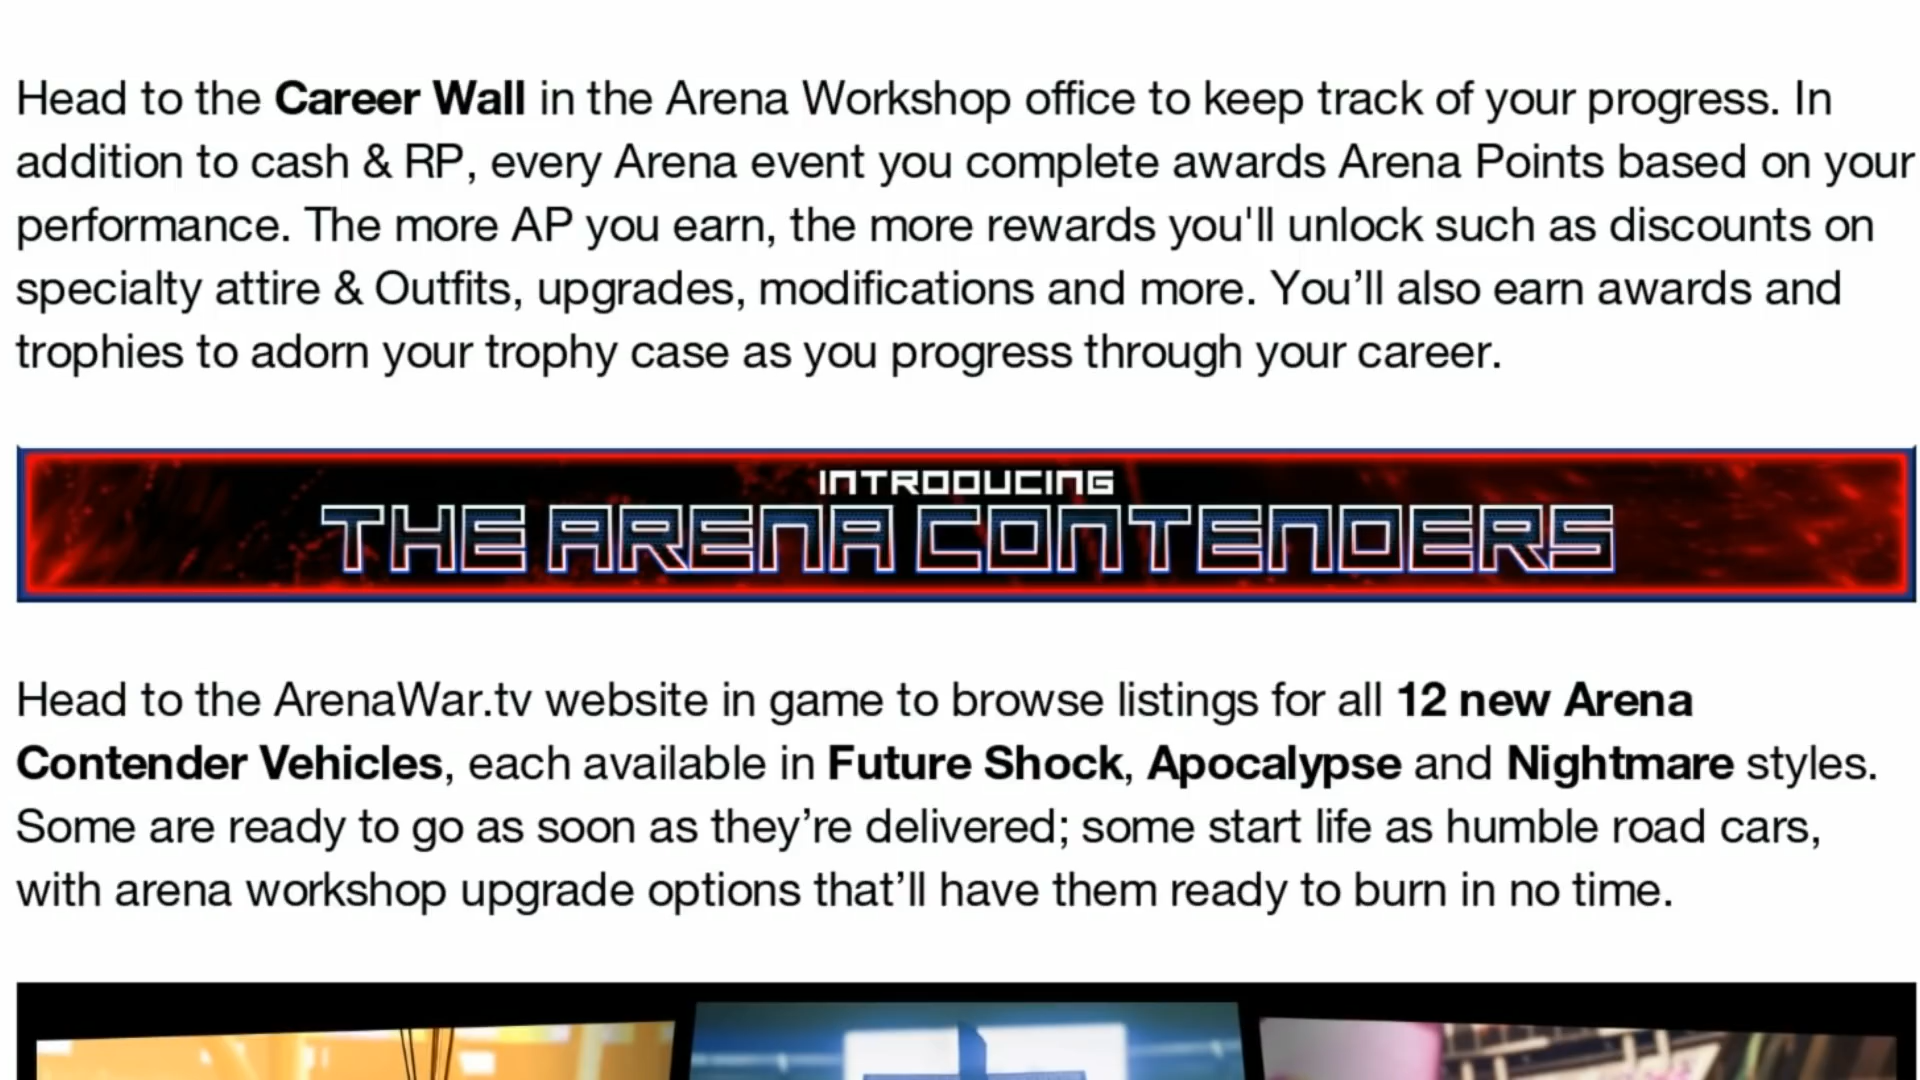 Head to the Career Wall in the Arena Workshop office to keep track of your progress. In
addition to cash & RP, every Arena event you complete awards Arena Points based on your
performance. The more AP you earn, the more rewards you'll unlock such as discounts on
specialty attire & Outfits, upgrades, modifications and more. You’ll also earn awards and
trophies to adorn your trophy case as you progress through your career.
INTRODUCING
THE ARENA CONTENDERS
Head to the ArenaWar.tv website in game to browse listings for all 12 new Arena
Contender Vehicles, each available in Future Shock, Apocalypse and Nightmare styles.
Some are ready to go as soon as they’re delivered; some start life as humble road cars,
with arena workshop upgrade options that’ll have them ready to burn in no time.